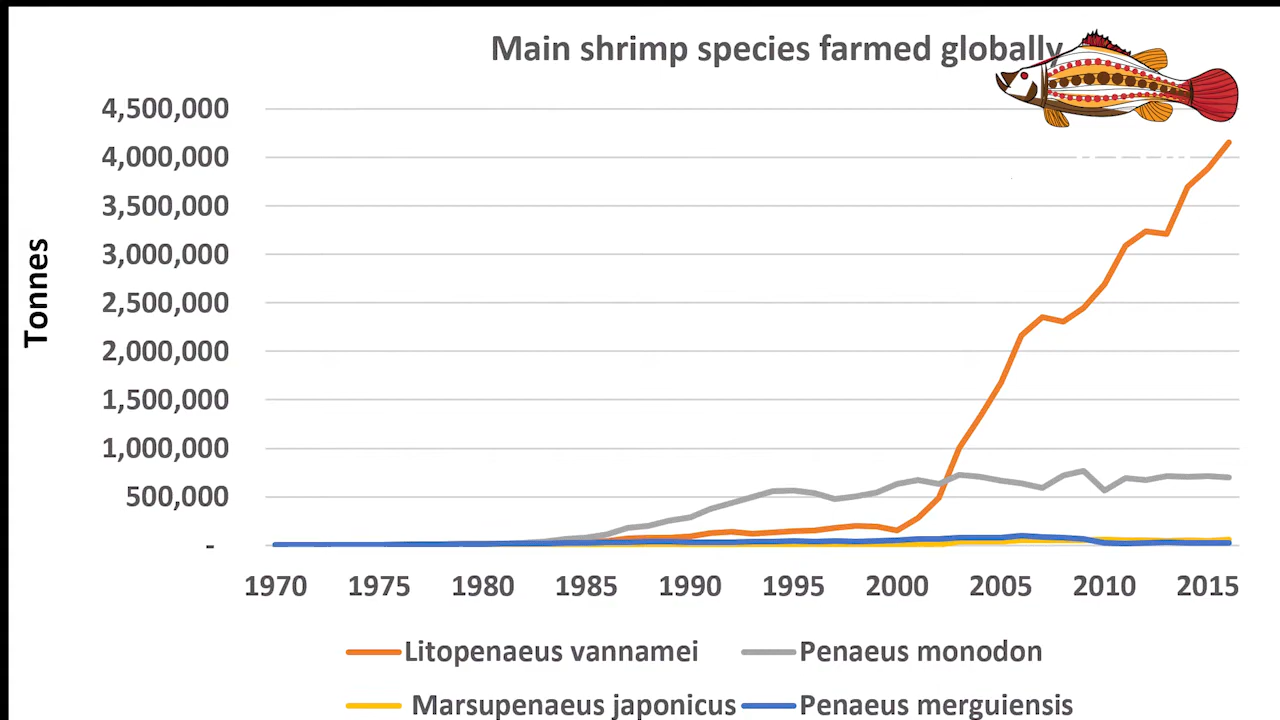 Main shrimp species farmed globally
Tonnes
4,500,000
4,000,000
3,500,000
3,000,000
2,500,000
2,000,000
1,500,000
1,000,000
500,000
-
1970 1975 1980 1985 1990 1995 2000 2005 2010 2015
Litopenaeus vannamei Penaeus monodon
Marsupenaeus japonicus Penaeus merguiensis